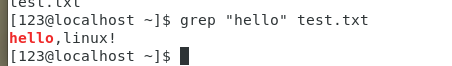 test.txt
[123@localhost ~]$ grep "hello" test.txt
hello,linux!
[123@localhost ~]$